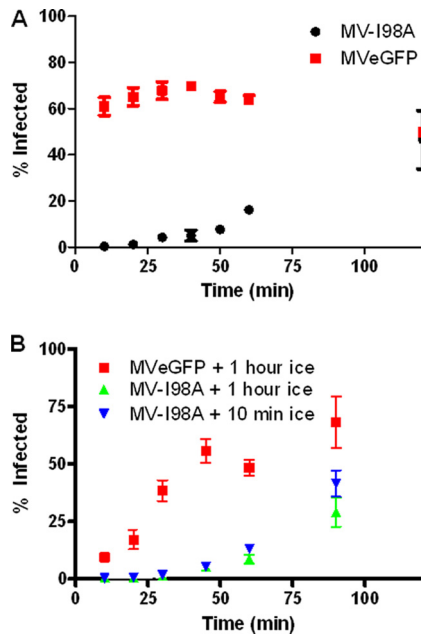 A
MV-I98A
MVeGFP
100
80
60
40
20
0
% Infected
0 25 50 75 100
Time (min)
B
100
75
50
25
0
% Infected
MVeGFP + 1 hour ice
MV-I98A + 1 hour ice
MV-I98A + 10 min ice
0 25 50 75 100
Time (min)